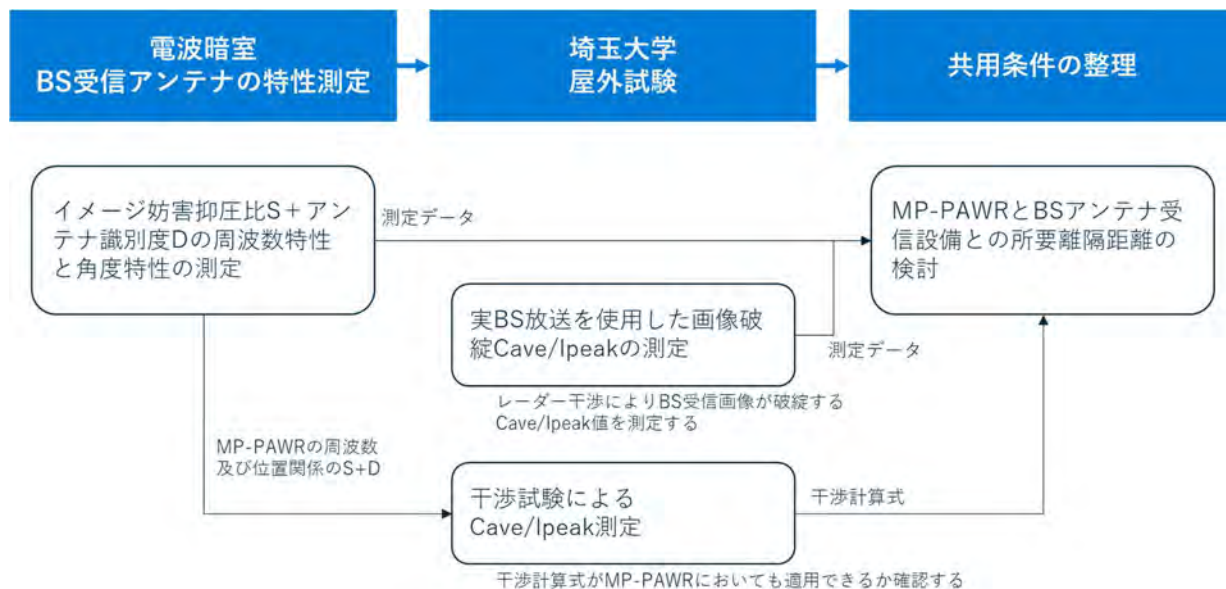 電波暗室
BS受信アンテナの特性測定
埼玉大学
屋外試験
共用条件の整理
イメージ妨害抑圧比S＋アン
テナ識別度Dの周波数特性
と角度特性の測定
測定データ
MP-PAWRとBSアンテナ受
信設備との所要離隔距離の
検討
実BS放送を使用した画像破
綻Cave/Ipeakの測定
測定データ
レーダー干渉によりBS受信画像が破綻する
Cave/Ipeak値を測定する
MP-PAWRの周波数
及び位置関係のS+D
干渉試験による
Cave/Ipeak測定
干渉計算式
干渉計算式がMP-PAWRにおいても適用できるか確認する